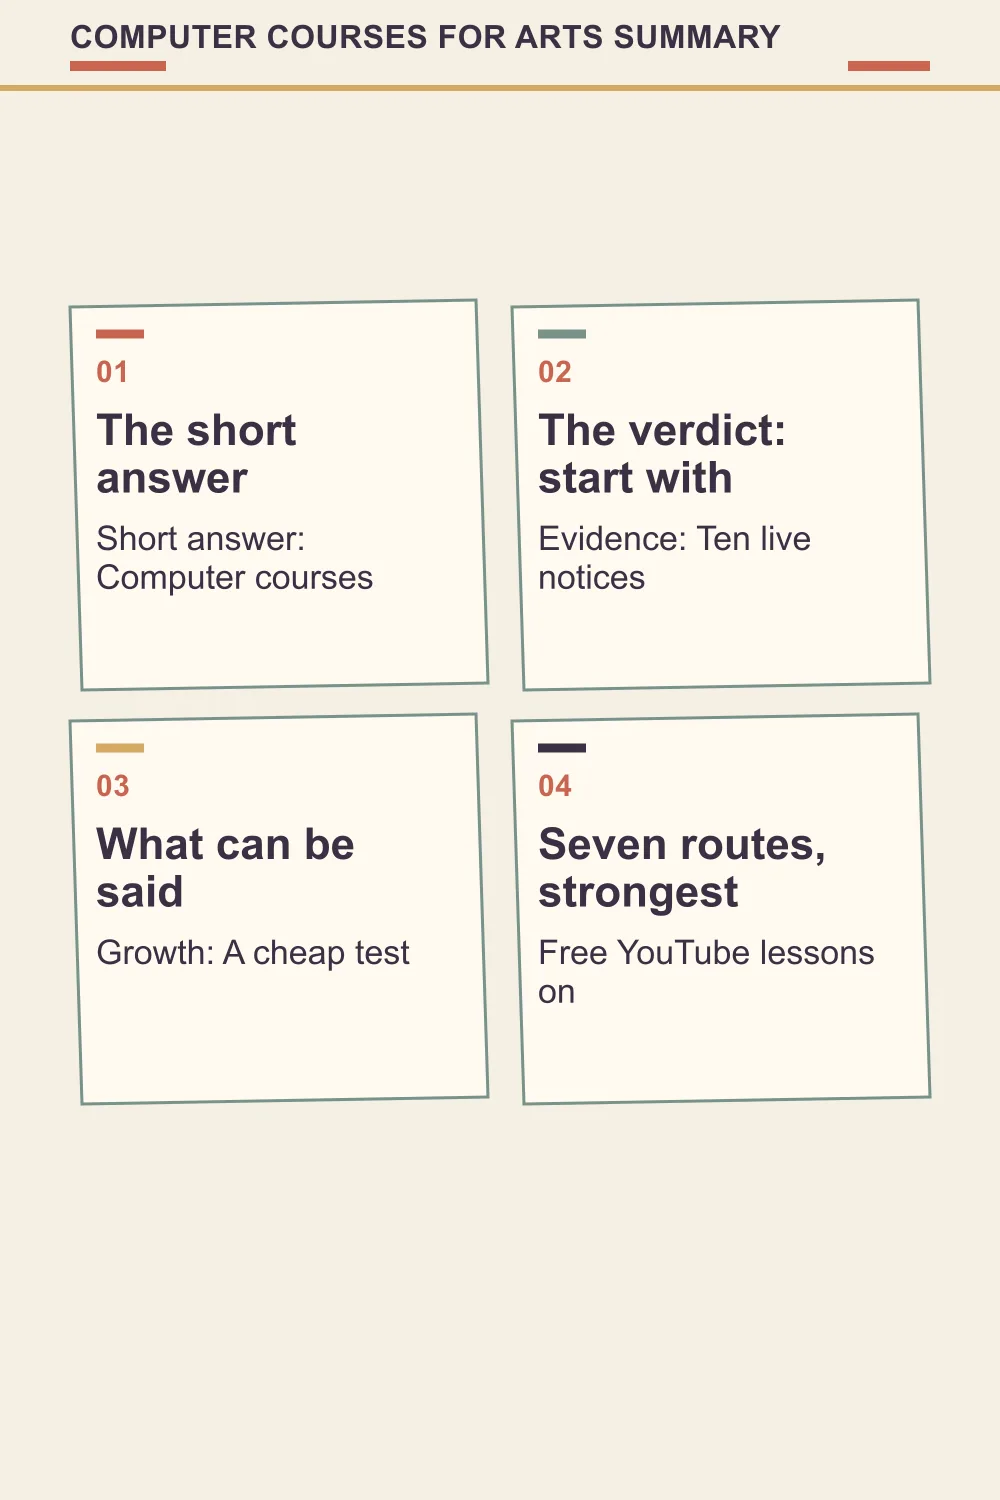 COMPUTER COURSES FOR ARTS SUMMARY
01
The short
answer
Short answer:
Computer courses
02
The verdict:
start with
Evidence: Ten live
notices
03
What can be
said
Growth: A cheap test
04
Seven routes,
strongest
Free YouTube lessons
on